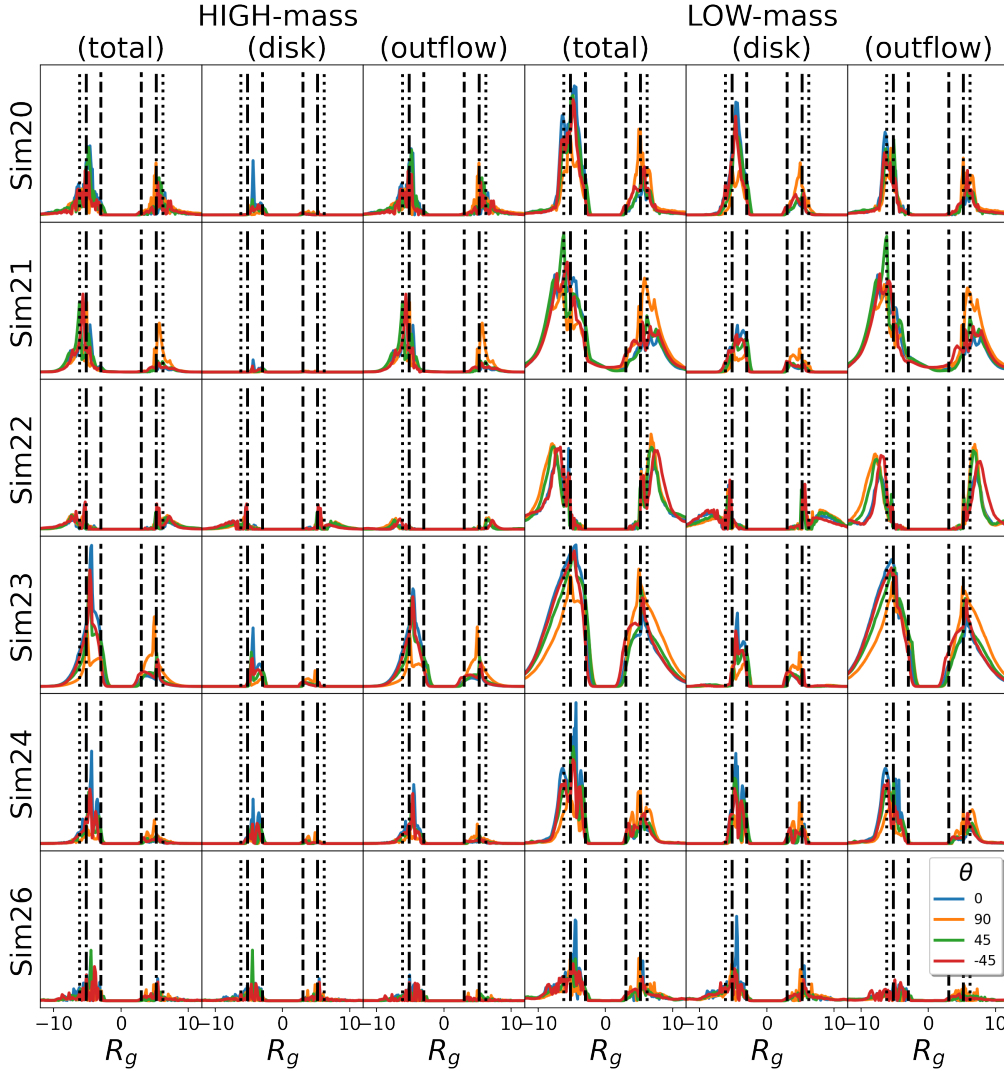 HIGH-mass LOW-mass
(total) (disk) (outflow) (total) (disk) (outflow)
Sim20
Sim21
Sim22
Sim23
Sim24
Sim26
θ
0
90
45
-45
−10 0 10−10 0 10−10 0 10−10 0 10−10 0 10−10 0 10
R_g R_g R_g R_g R_g R_g